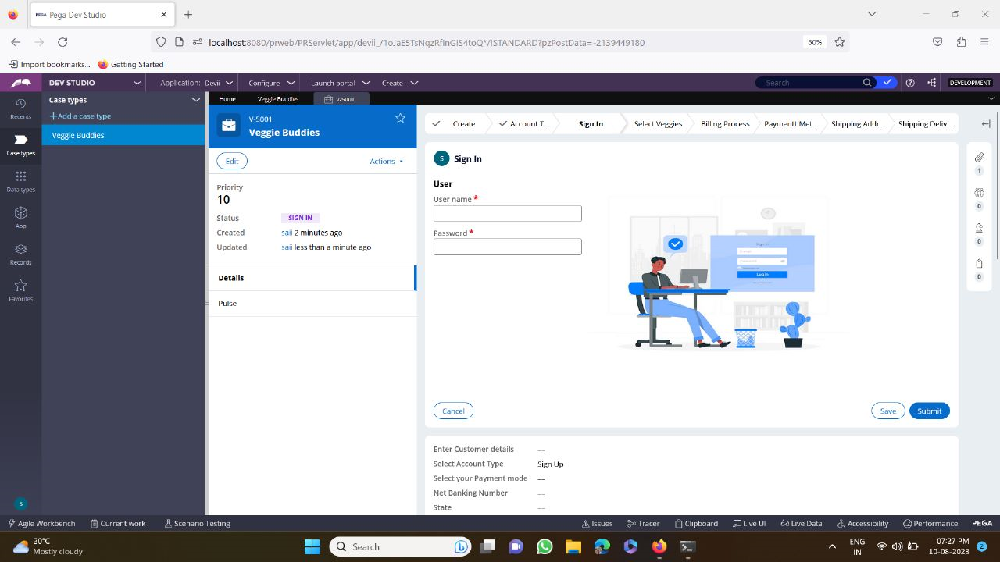 PEGA Pega Dev Studio
localhost:8080/prweb/PRServlet/app/devii_/1oJaE5TsNqzRfInGIS4toQ*/!STANDARD?pzPostData=-2139449180 80%
Import bookmarks... Getting Started
DEV STUDIO Application: Devii Configure Launch portal Create Search DEVELOPMENT
Recents
Case types
Data types
App
Records
Favorites
S
Case types
Add a case type
Veggie Buddies
Home Veggie Buddies V-5001
V-5001
Veggie Buddies
Edit Actions
Priority
10
Status SIGN IN
Created saii 2 minutes ago
Updated saii less than a minute ago
Details
Pulse
Create Account T... Sign In Select Veggies Billing Process Paymentt Met... Shipping Addr... Shipping Deliv...
S Sign In
User
User name *
Password *
Sign in
Log in
Cancel Save Submit
1
0
0
0
Enter Customer details ––
Select Account Type Sign Up
Select your Payment mode ––
Net Banking Number ––
State ––
Agile Workbench Current work Scenario Testing Issues Tracer Clipboard Live UI Live Data Accessibility Performance PEGA
30°C
Mostly cloudy
Search
ENG
IN
07:27 PM
10-08-2023
2